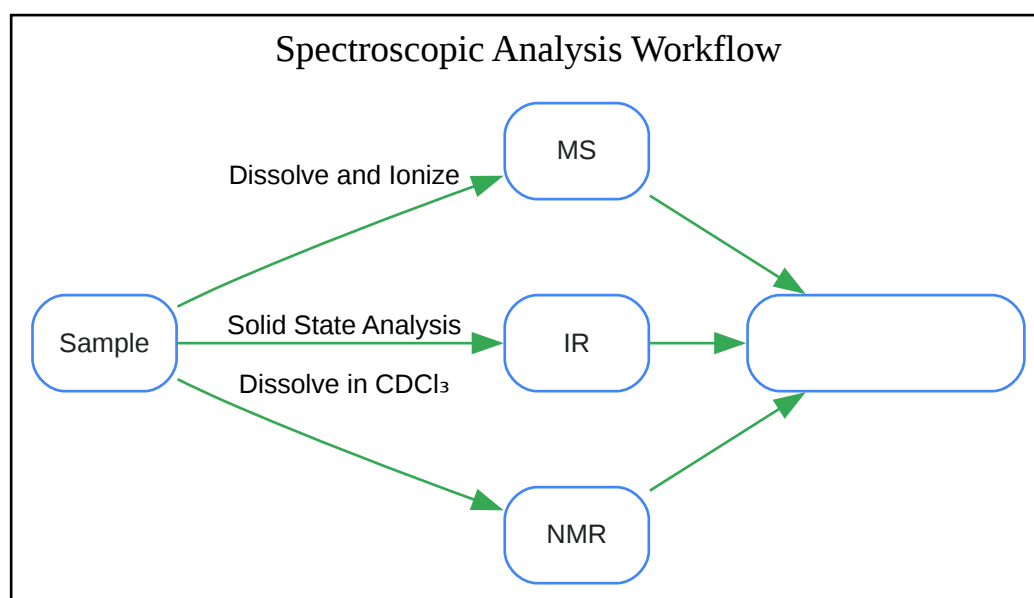 Spectroscopic Analysis Workflow
MS
Dissolve and Ionize
Sample
Solid State Analysis
IR
Dissolve in CDCl₃
NMR